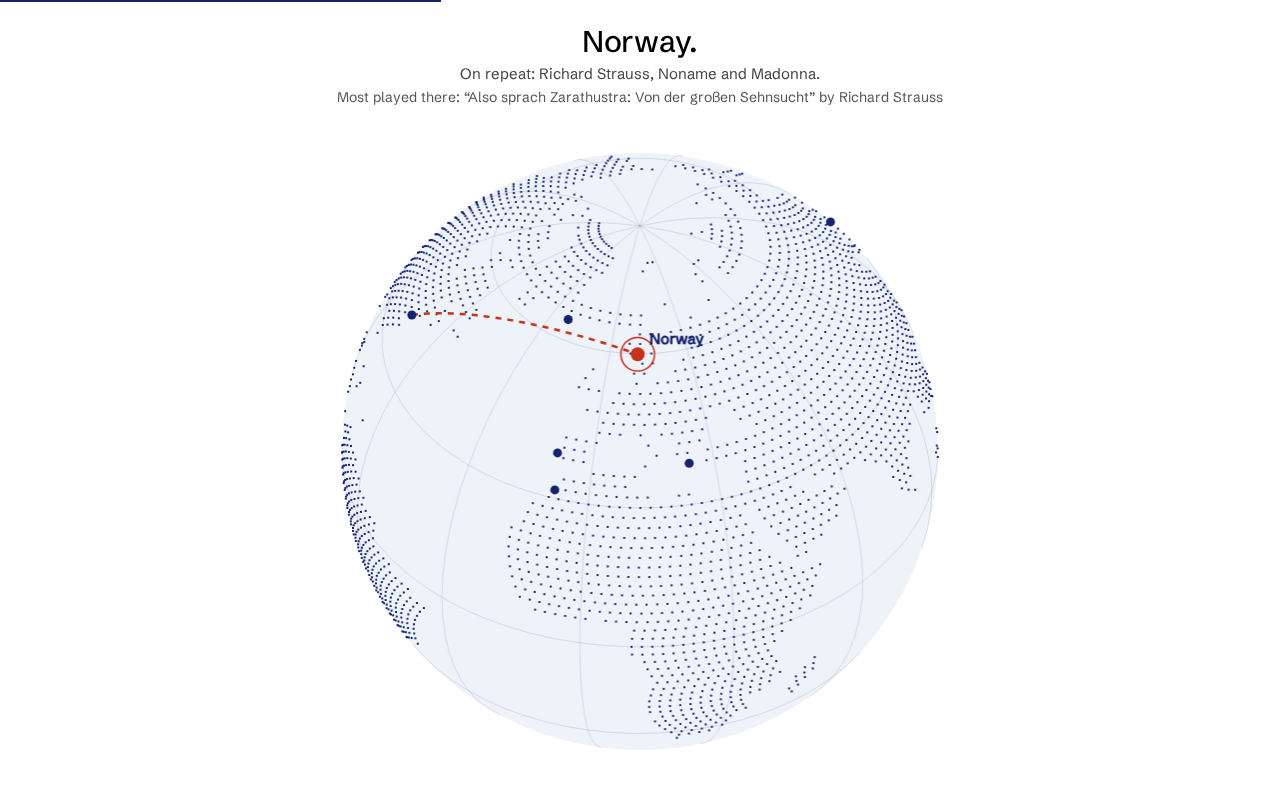 Norway.
On repeat: Richard Strauss, Noname and Madonna.
Most played there: “Also sprach Zarathustra: Von der großen Sehnsucht” by Richard Strauss
Norway